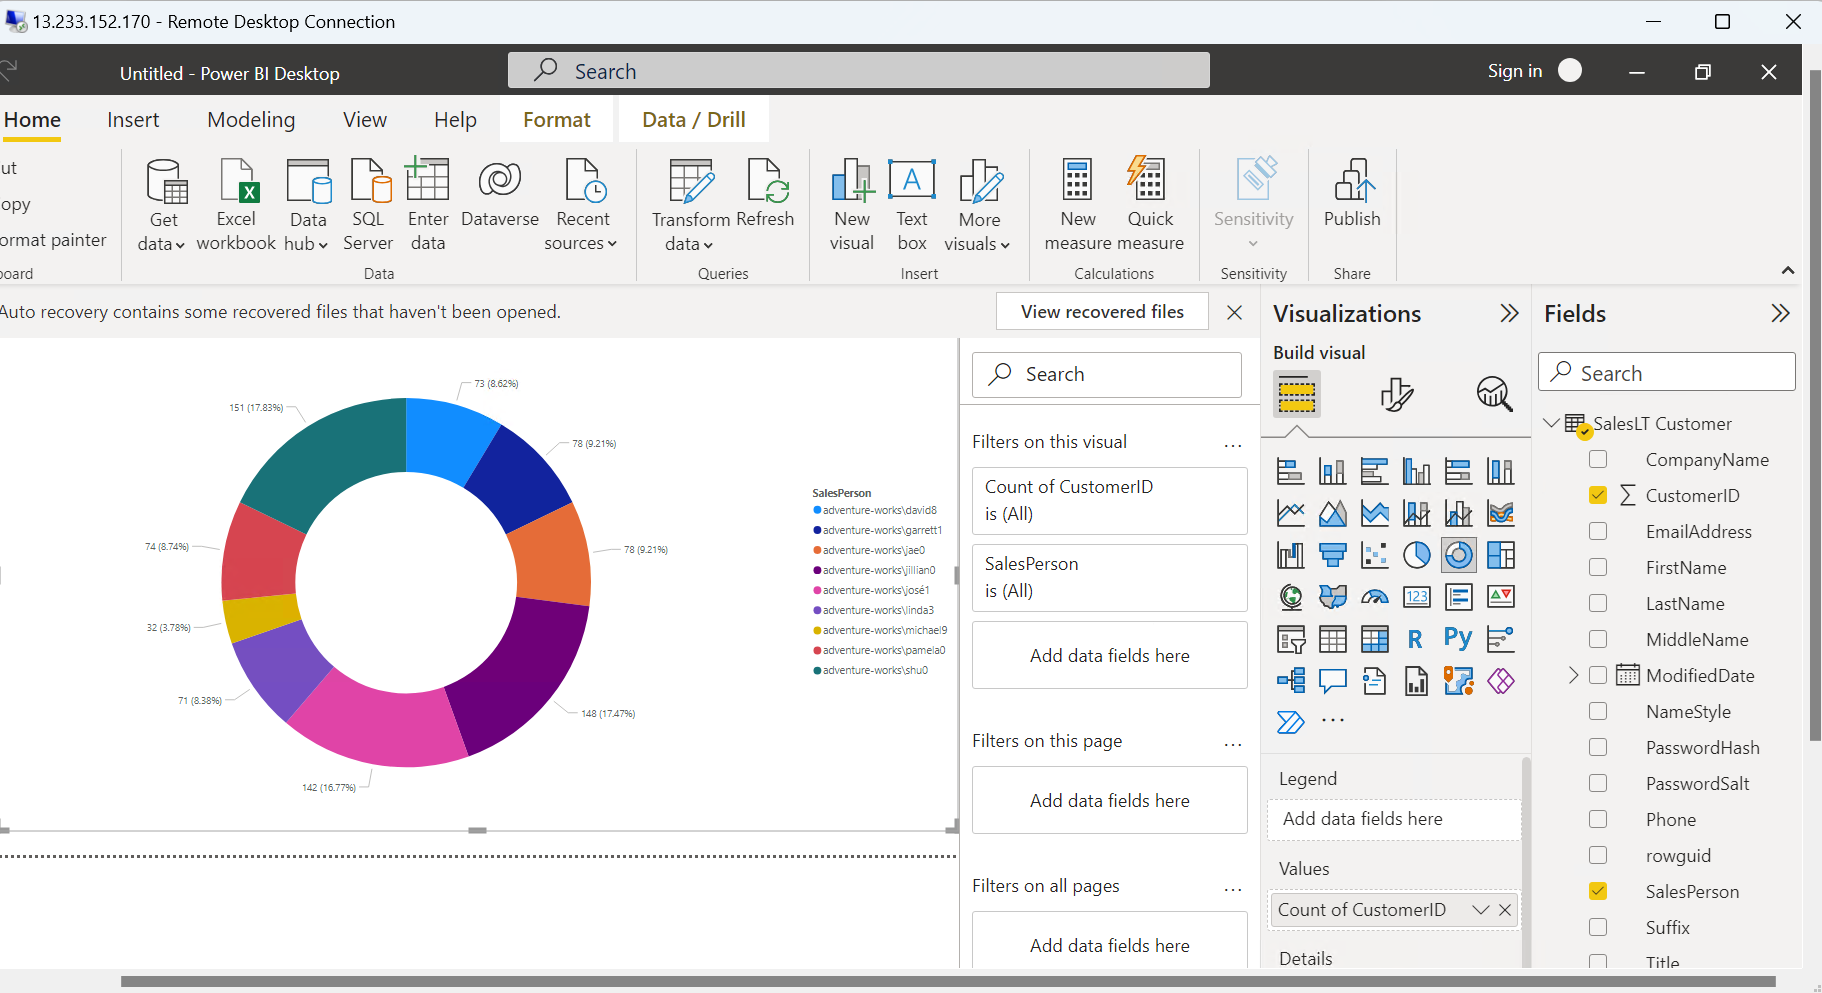 13.233.152.170 - Remote Desktop Connection
Untitled - Power BI Desktop
Search
Sign in
Home
Insert
Modeling
View
Help
Format
Data / Drill
ut
opy
ormat painter
board
Get data
Excel workbook
Data hub
SQL Server
Enter data
Dataverse
Recent sources
Data
Transform data
Refresh
Queries
New visual
Text box
More visuals
Insert
New measure
Quick measure
Calculations
Sensitivity
Sensitivity
Publish
Share
Auto recovery contains some recovered files that haven't been opened.
View recovered files
73 (8.62%)
151 (17.83%)
78 (9.21%)
78 (9.21%)
74 (8.74%)
32 (3.78%)
71 (8.38%)
148 (17.47%)
142 (16.77%)
SalesPerson
adventure-works\david8
adventure-works\garrett1
adventure-works\jae0
adventure-works\jillian0
adventure-works\josé1
adventure-works\linda3
adventure-works\michael9
adventure-works\pamela0
adventure-works\shu0
Search
Filters on this visual
...
Count of CustomerID
is (All)
SalesPerson
is (All)
Add data fields here
Filters on this page
...
Add data fields here
Filters on all pages
...
Add data fields here
Visualizations
Build visual
123
R
Py
...
Legend
Add data fields here
Values
Count of CustomerID
Details
Fields
Search
SalesLT Customer
CompanyName
CustomerID
EmailAddress
FirstName
LastName
MiddleName
ModifiedDate
NameStyle
PasswordHash
PasswordSalt
Phone
rowguid
SalesPerson
Suffix
Title